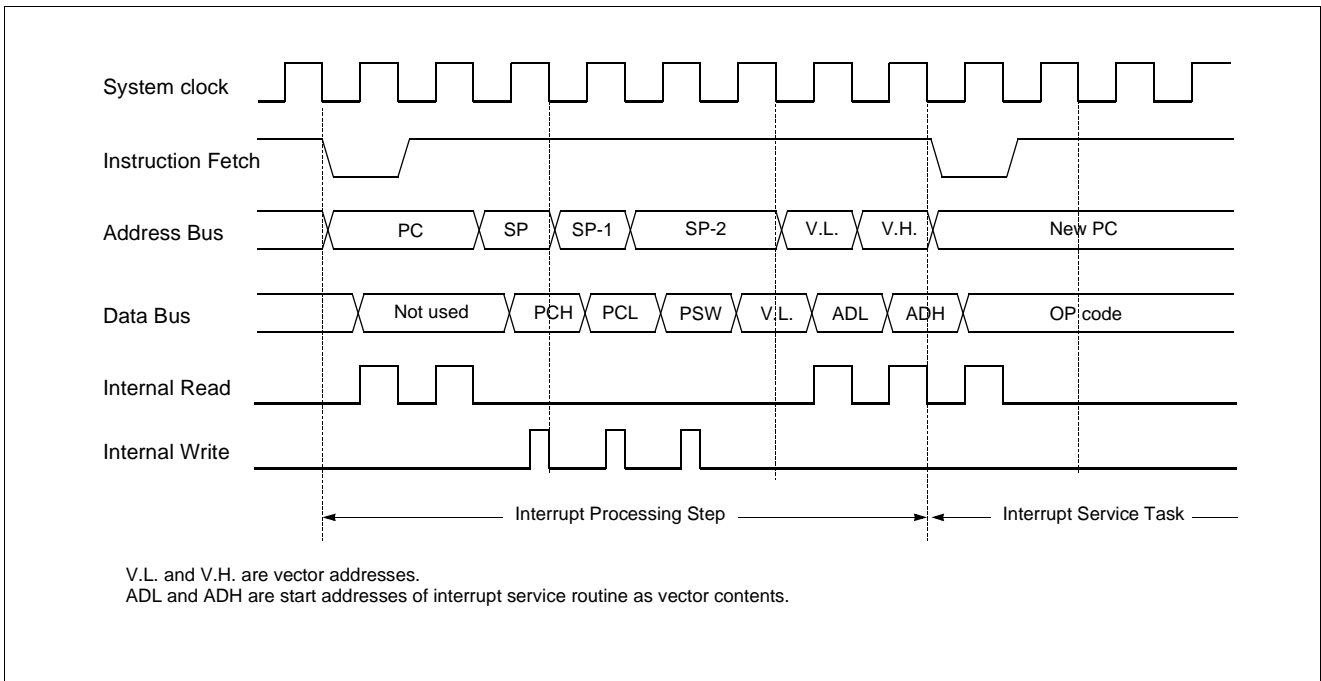 System clock
Instruction Fetch
Address Bus PC SP SP-1 SP-2 V.L. V.H. New PC
Data Bus Not used PCH PCL PSW V.L. ADL ADH OP code
Internal Read
Internal Write
Interrupt Processing Step Interrupt Service Task
V.L. and V.H. are vector addresses.
ADL and ADH are start addresses of interrupt service routine as vector contents.